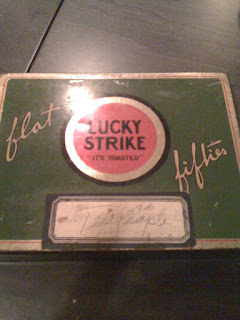 flat
LUCKY
STRIKE
"IT'S TOASTED"
fifties